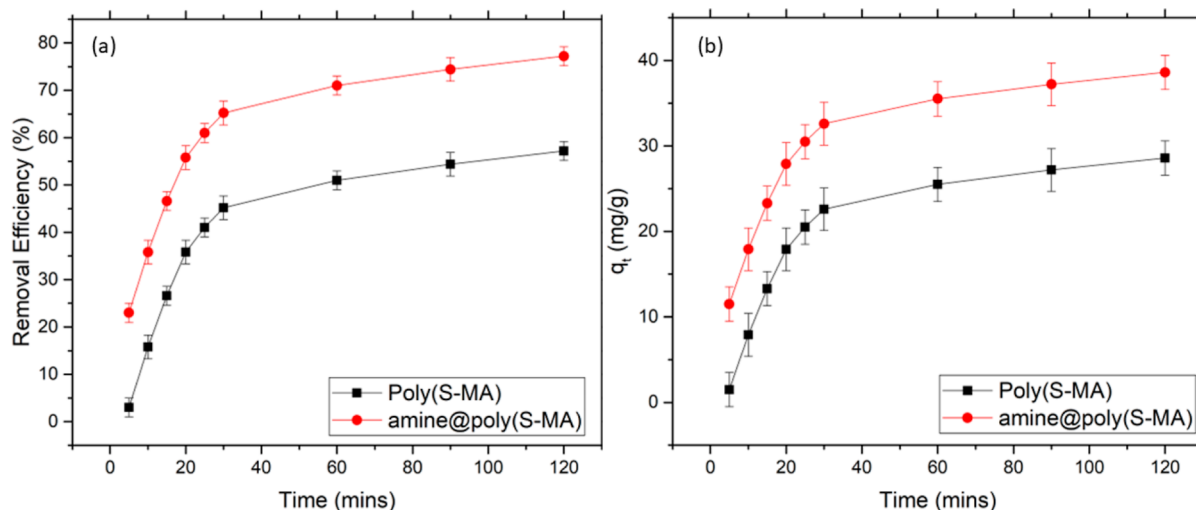 (a)
Removal Efficiency (%)
80
70
60
50
40
30
20
10
0
Poly(S-MA)
amine@poly(S-MA)
0 20 40 60 80 100 120
Time (mins)
(b)
qt (mg/g)
40
30
20
10
0
Poly(S-MA)
amine@poly(S-MA)
0 20 40 60 80 100 120
Time (mins)